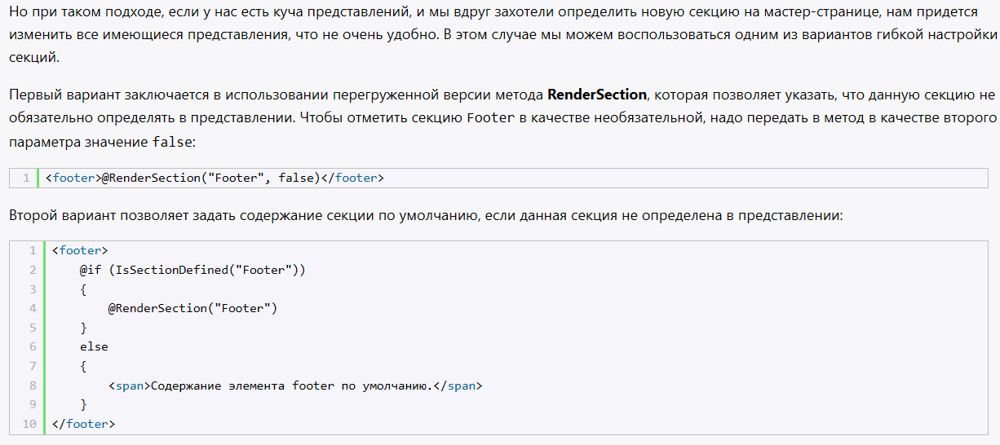 Но при таком подходе, если у нас есть куча представлений, и мы вдруг захотели определить новую секцию на мастер-странице, нам придется
изменить все имеющиеся представления, что не очень удобно. В этом случае мы можем воспользоваться одним из вариантов гибкой настройки
секций.
Первый вариант заключается в использовании перегруженной версии метода RenderSection, которая позволяет указать, что данную секцию не
обязательно определять в представлении. Чтобы отметить секцию Footer в качестве необязательной, надо передать в метод в качестве второго
параметра значение false:
1 <footer>@RenderSection("Footer", false)</footer>
Второй вариант позволяет задать содержание секции по умолчанию, если данная секция не определена в представлении:
1 <footer>
2     @if (IsSectionDefined("Footer"))
3     {
4         @RenderSection("Footer")
5     }
6     else
7     {
8         <span>Содержание элемента footer по умолчанию.</span>
9     }
10 </footer>